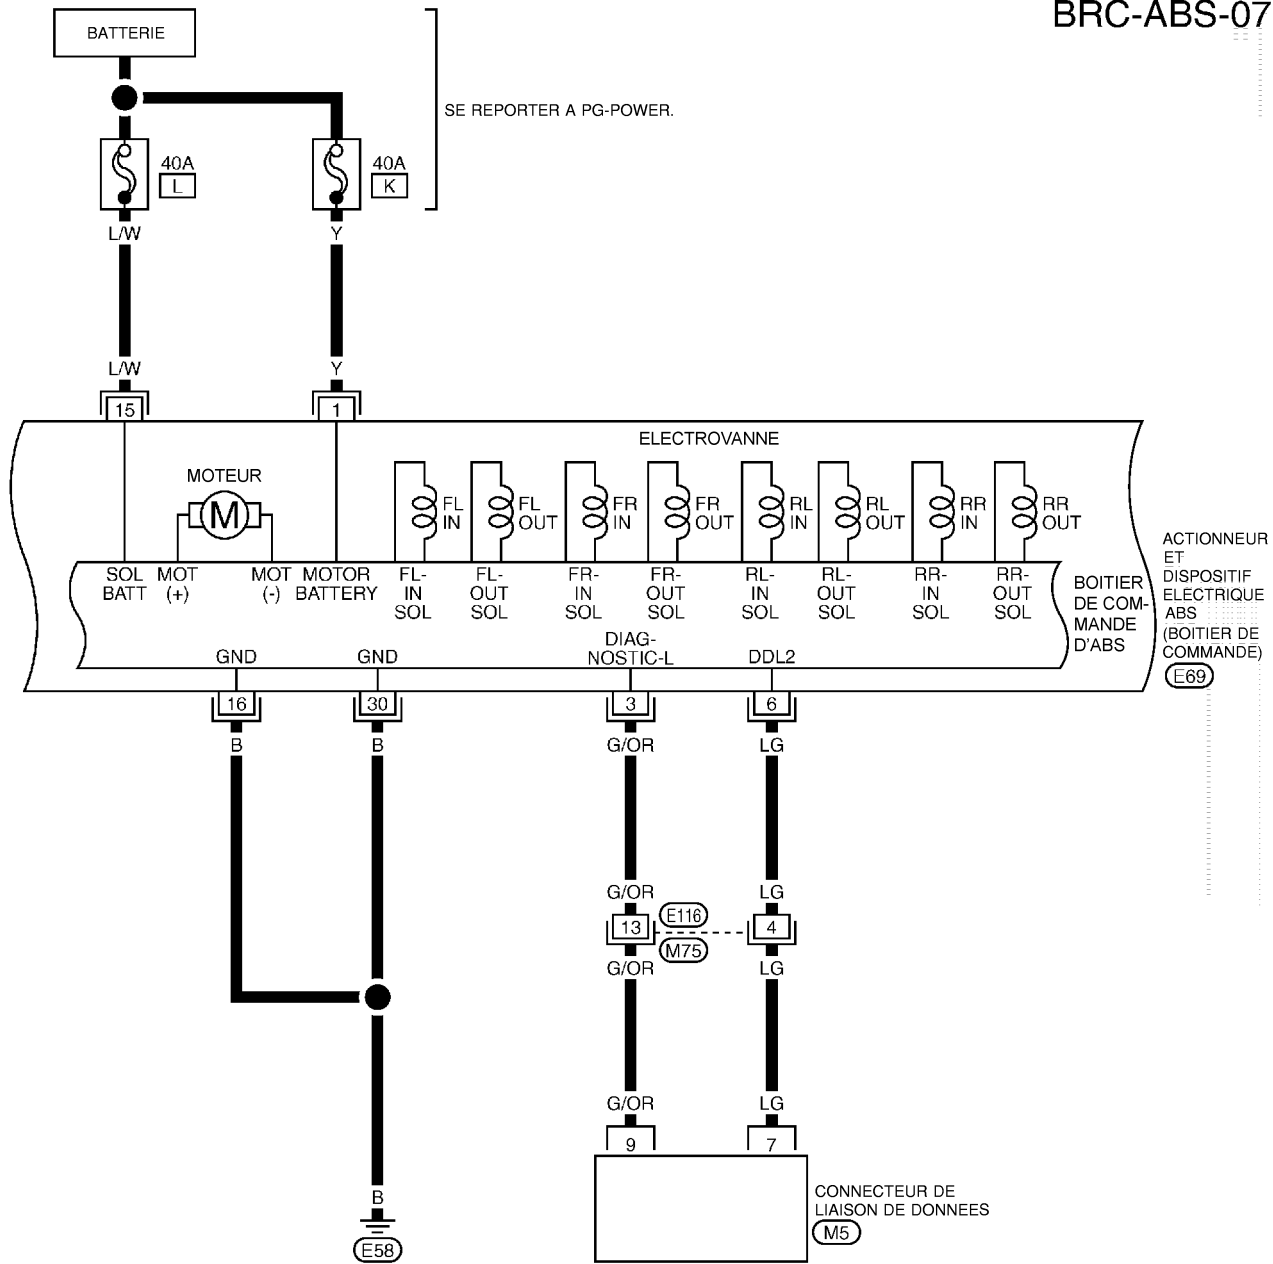 BRC-ABS-07
BATTERIE
SE REPORTER A PG-POWER.
40A
L
40A
K
L/W
Y
L/W
Y
15
1
ELECTROVANNE
MOTEUR
M
FL
IN
FL
OUT
FR
IN
FR
OUT
RL
IN
RL
OUT
RR
IN
RR
OUT
SOL
BATT
MOT
(+)
MOT
(-)
MOTOR
BATTERY
FL-
IN
SOL
FL-
OUT
SOL
FR-
IN
SOL
FR-
OUT
SOL
RL-
IN
SOL
RL-
OUT
SOL
RR-
IN
SOL
RR-
OUT
SOL
BOITIER
DE COM-
MANDE
D'ABS
ACTIONNEUR
ET
DISPOSITIF
ELECTRIQUE
ABS
(BOITIER DE
COMMANDE)
E69
GND
GND
DIAG-
NOSTIC-L
DDL2
16
30
3
6
B
B
G/OR
LG
G/OR
LG
13
E116
M75
4
G/OR
LG
G/OR
LG
9
7
B
E58
CONNECTEUR DE
LIAISON DE DONNEES
M5